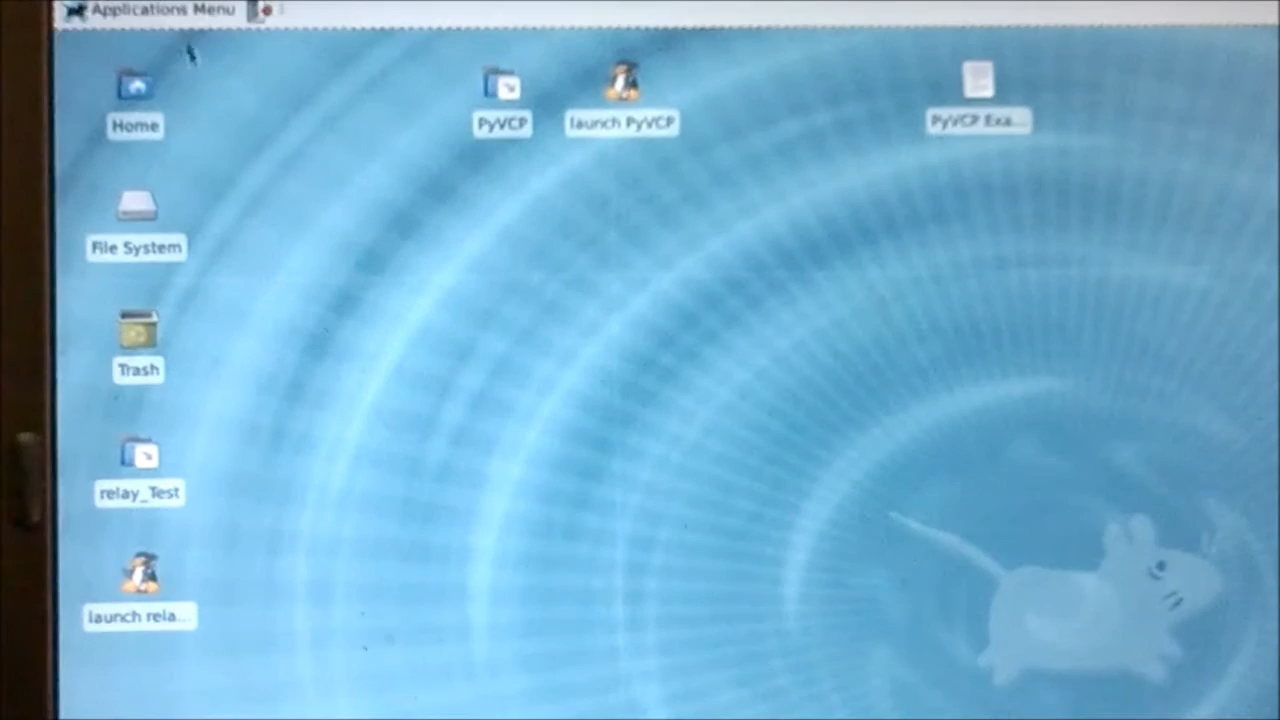 Applications Menu
Home
PyVCP
launch PyVCP
PyVCP Exa...
File System
Trash
relay_Test
launch rela...